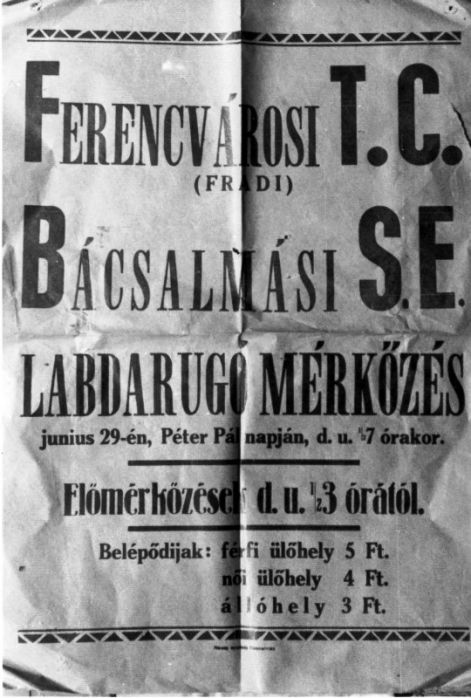 FERENCVÁROSI T.C.
(FRADI)
BÁCSALMÁSI S.E.
LABDARUGÓ MÉRKŐZÉS
junius 29-én, Péter Pál napján, d. u. ½7 órakor.
Előmérkőzések d. u. ½3 órától.
Belépődijak: férfi ülőhely 5 Ft.
női ülőhely 4 Ft.
állóhely 3 Ft.